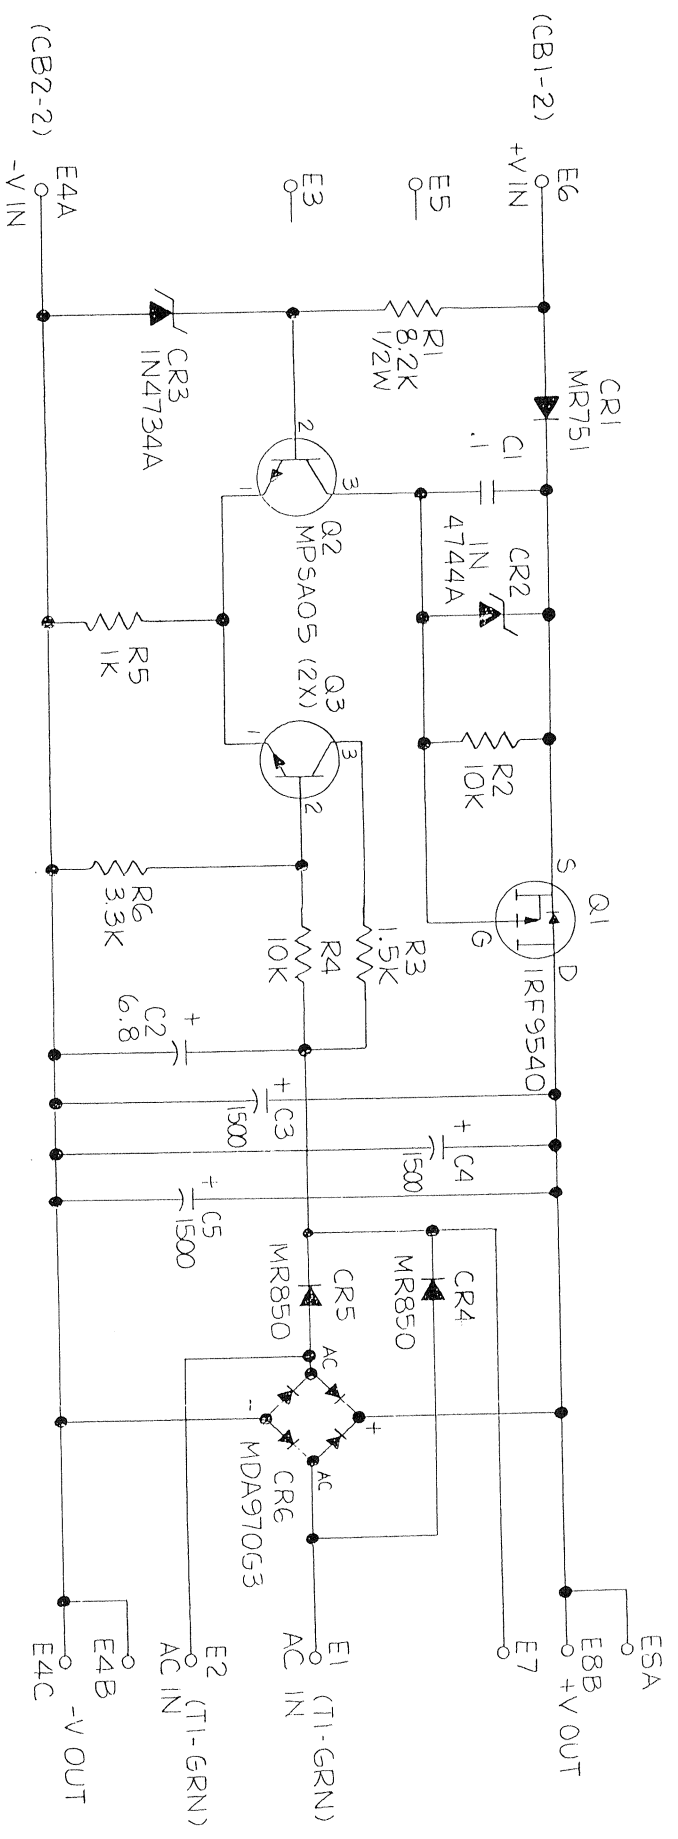 (CB1-2)
E6
+V IN
E5
E3
(CB2-2)
E4A
-V IN
CR1
MR751
R1
8.2K
1/2W
CR3
1N4734A
C1
.1
CR2
1N
4744A
R2
10K
2
3
1
Q2
MPSA05 (2X)
Q3
1
3
2
R5
1K
R6
3.3K
R4
10K
R3
1.5K
Q1
S
D
G
IRF9540
C2
6.8
+
C3
1500
+
C4
1500
+
C5
1500
+
CR4
MR850
CR5
MR850
AC
AC
+
-
CR6
MDA970G3
E8A
E8B
+V OUT
E7
E1
AC IN
(T1-GRN)
E2
AC IN
(T1-GRN)
E4B
E4C
-V OUT